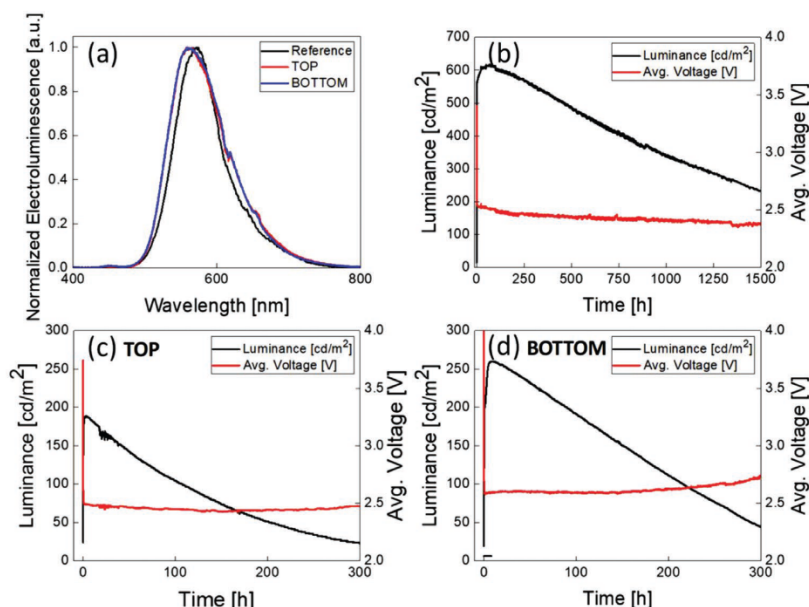 (a)
Reference
TOP
BOTTOM
Normalized Electroluminescence [a.u.]
1.0
0.8
0.6
0.4
0.2
0.0
400 500 600 700 800
Wavelength [nm]
(b)
Luminance [cd/m²]
Avg. Voltage [V]
Luminance [cd/m²]
700
600
500
400
300
200
100
0
4.0
3.5
3.0
2.5
2.0
Avg. Voltage [V]
0 250 500 750 1000 1250 1500
Time [h]
(c) TOP
Luminance [cd/m²]
Avg. Voltage [V]
Luminance [cd/m²]
300
250
200
150
100
50
0
4.0
3.5
3.0
2.5
2.0
Avg. Voltage [V]
0 100 200 300
Time [h]
(d) BOTTOM
Luminance [cd/m²]
Avg. Voltage [V]
Luminance [cd/m²]
300
250
200
150
100
50
0
4.0
3.5
3.0
2.5
2.0
Avg. Voltage [V]
0 100 200 300
Time [h]